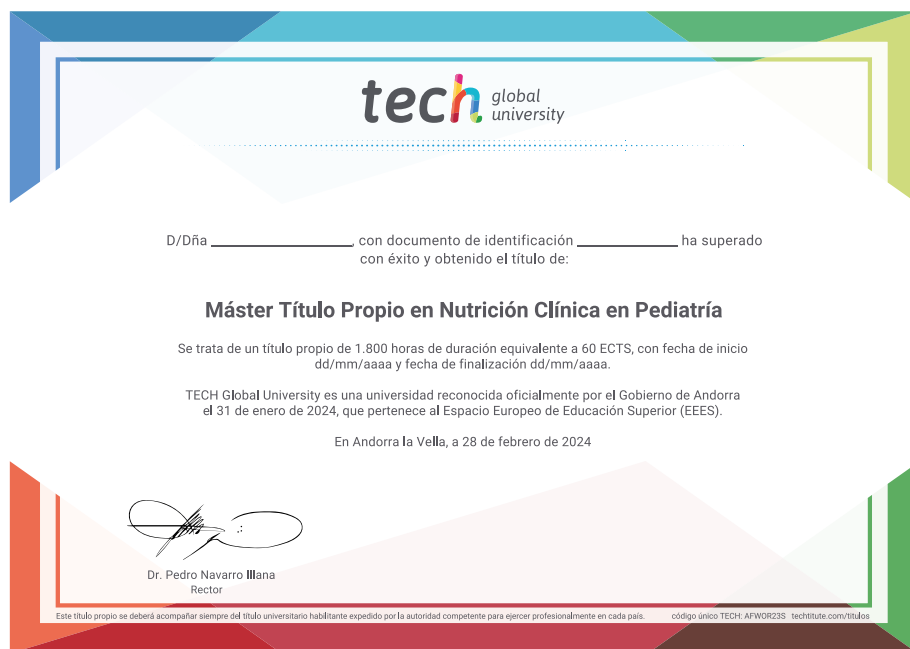 tech global university
D/Dña ______________, con documento de identificación ____________ ha superado
con éxito y obtenido el título de:
Máster Título Propio en Nutrición Clínica en Pediatría
Se trata de un título propio de 1.800 horas de duración equivalente a 60 ECTS, con fecha de inicio
dd/mm/aaaa y fecha de finalización dd/mm/aaaa.
TECH Global University es una universidad reconocida oficialmente por el Gobierno de Andorra
el 31 de enero de 2024, que pertenece al Espacio Europeo de Educación Superior (EEES).
En Andorra la Vella, a 28 de febrero de 2024
Dr. Pedro Navarro Illana
Rector
Este título propio se deberá acompañar siempre del título universitario habilitante expedido por la autoridad competente para ejercer profesionalmente en cada país. código único TECH: AFWOR23S techtitute.com/titulos